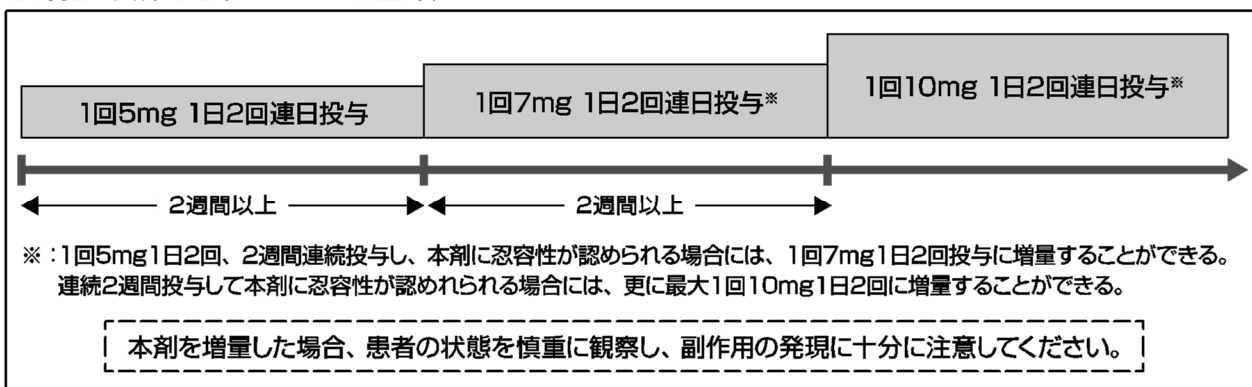 1回5mg 1日2回連日投与
1回7mg 1日2回連日投与※
1回10mg 1日2回連日投与※
2週間以上
2週間以上
※：1回5mg1日2回、2週間連続投与し、本剤に忍容性が認められる場合には、1回7mg1日2回投与に増量することができる。
連続2週間投与して本剤に忍容性が認めれられる場合には、更に最大1回10mg1日2回に増量することができる。
本剤を増量した場合、患者の状態を慎重に観察し、副作用の発現に十分に注意してください。